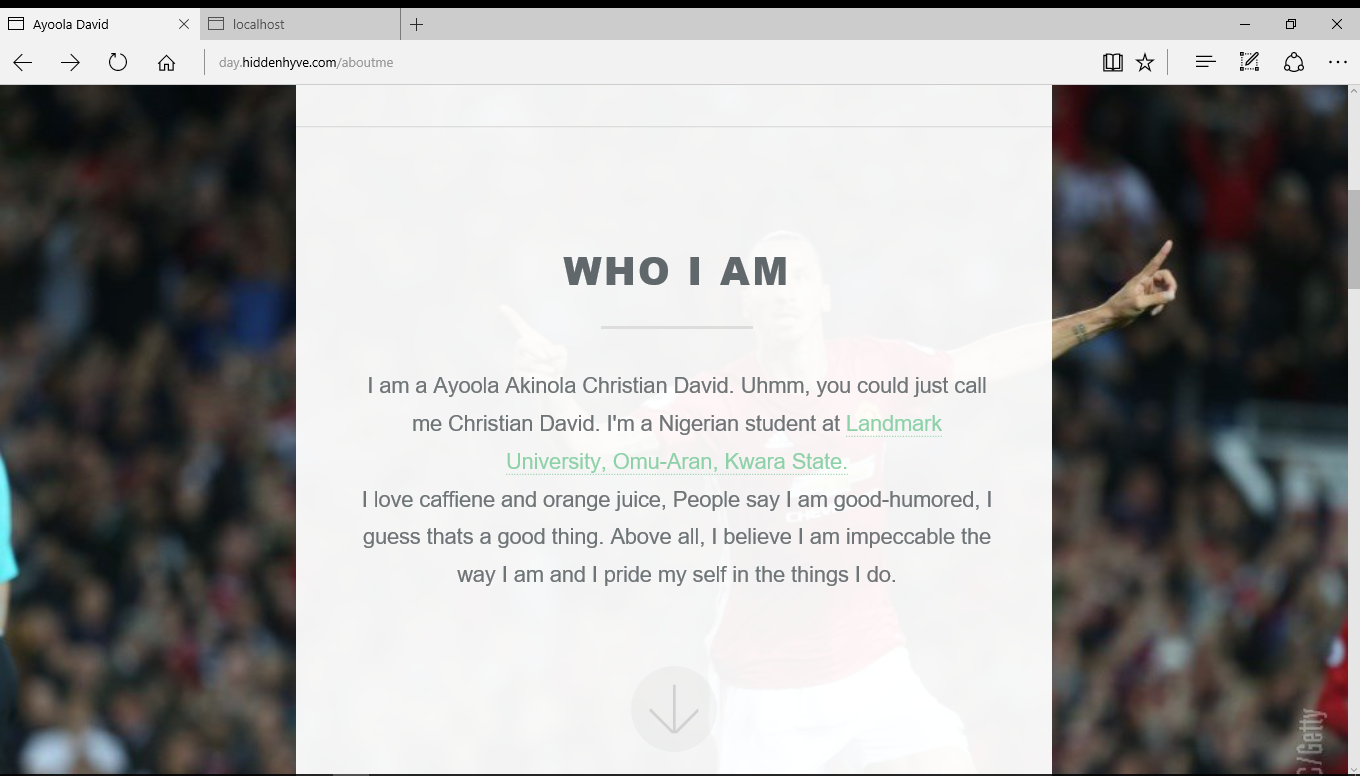 Ayoola David
localhost
day.hiddenhyve.com/aboutme
WHO I AM
I am a Ayoola Akinola Christian David. Uhmm, you could just call
me Christian David. I'm a Nigerian student at Landmark
University, Omu-Aran, Kwara State.
I love caffiene and orange juice, People say I am good-humored, I
guess thats a good thing. Above all, I believe I am impeccable the
way I am and I pride my self in the things I do.
/Getty